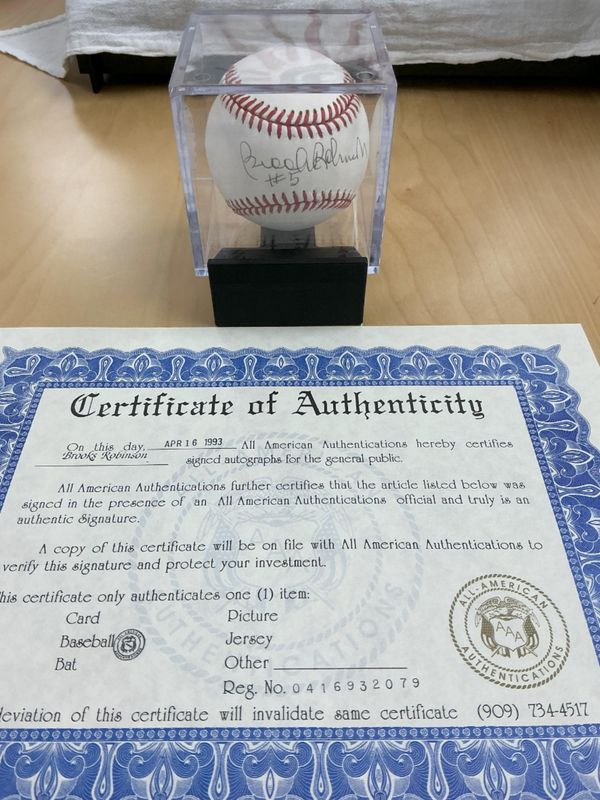 Brooks Robinson
#5
Certificate of Authenticity
On this day, APR 16 1993 All American Authentications hereby certifies
Brooks Robinson signed autographs for the general public.
All American Authentications further certifies that the article listed below was
signed in the presence of an All American Authentications official and truly is an
authentic Signature.
A copy of this certificate will be on file with All American Authentications to
verify this signature and protect your investment.
his certificate only authenticates one (1) item:
Card Picture
Baseball Jersey
Bat Other
Reg. No. 0416932079
deviation of this certificate will invalidate same certificate (909) 734-4517
ALL-AMERICAN
AAA
AUTHENTICATIONS